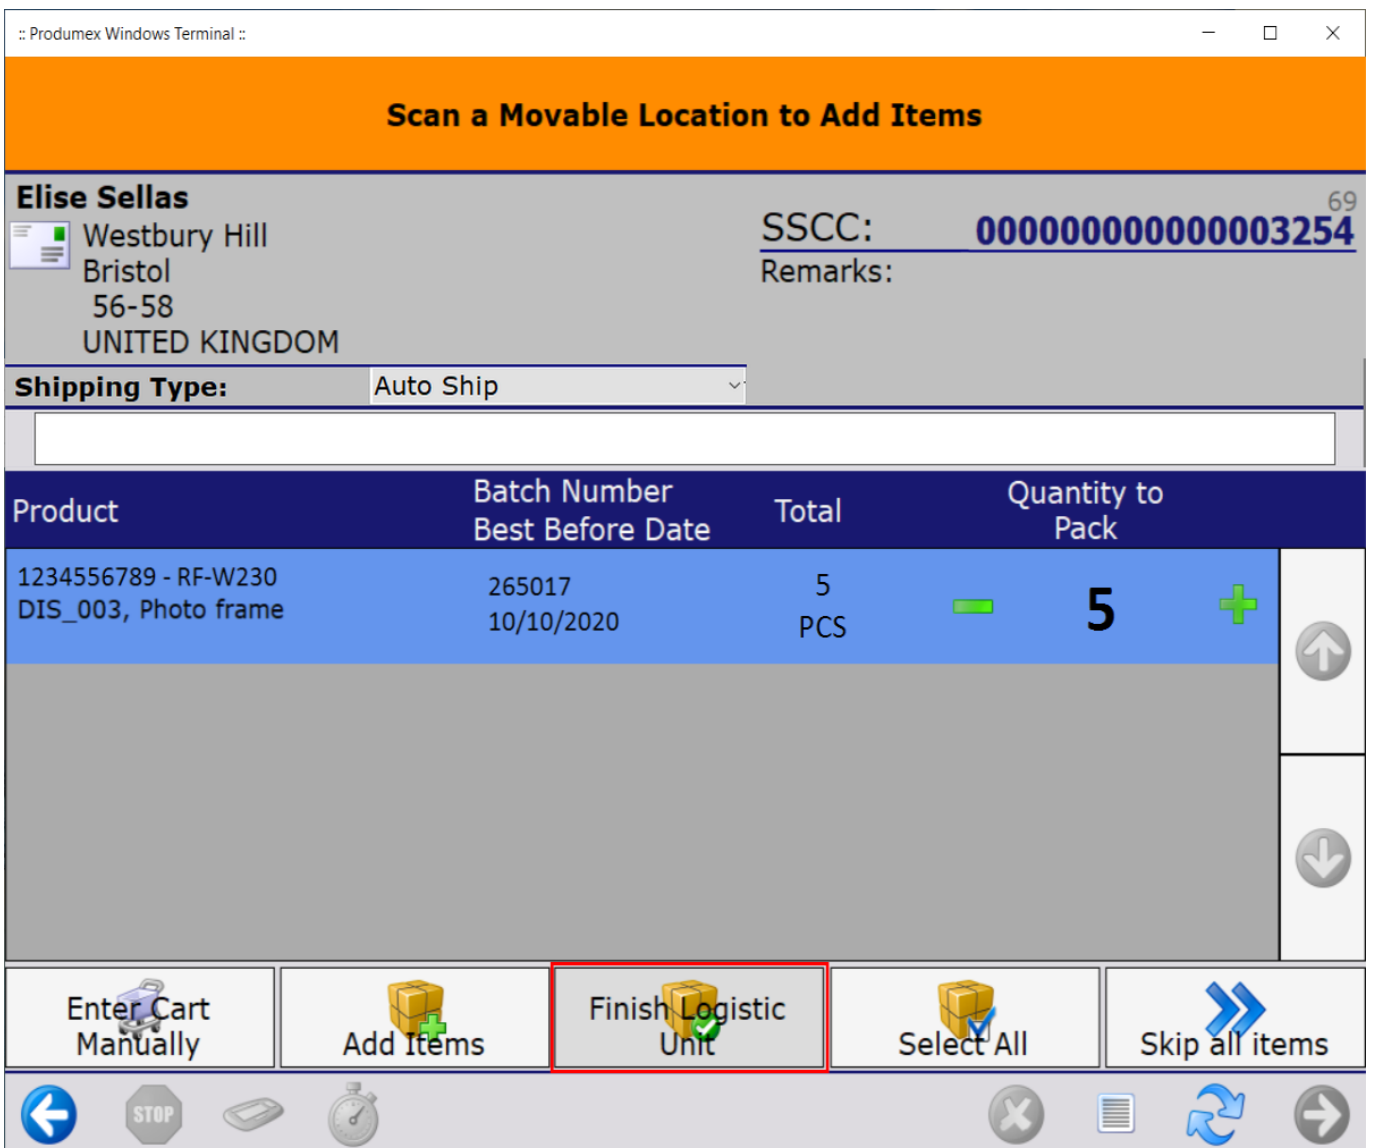 :: Produmex Windows Terminal ::
Scan a Movable Location to Add Items
Elise Sellas
Westbury Hill
Bristol
56-58
UNITED KINGDOM
69
SSCC: 000000000000003254
Remarks:
Shipping Type: Auto Ship
Product
Batch Number
Best Before Date
Total
Quantity to
Pack
1234556789 - RF-W230
DIS_003, Photo frame
265017
10/10/2020
5
PCS
5
Enter Cart
Manually
Add Items
Finish Logistic
Unit
Select All
Skip all items
STOP